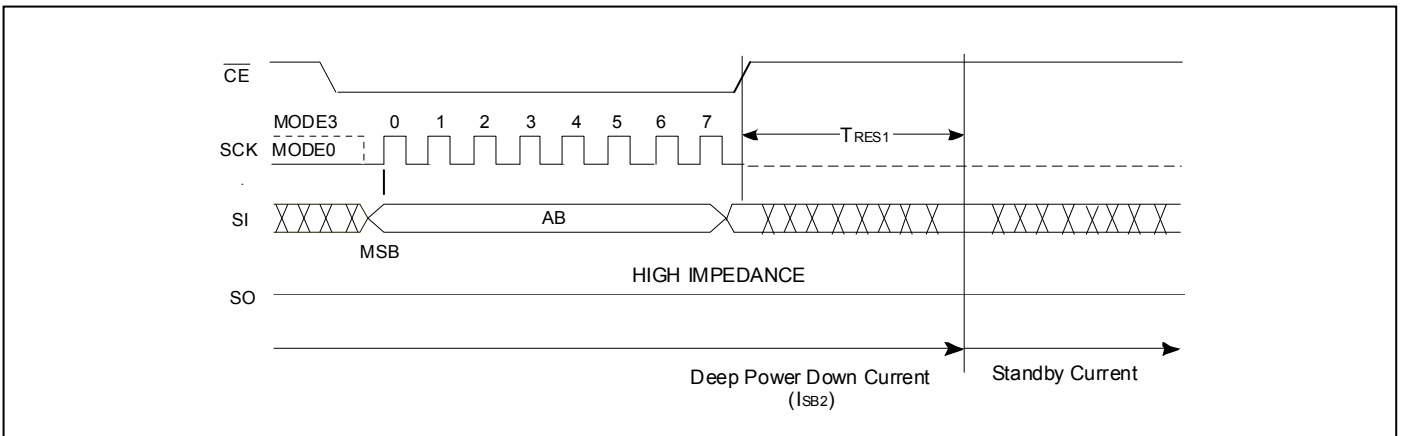 CE
MODE3 0 1 2 3 4 5 6 7
SCK MODE0
TRES1
SI AB
MSB
HIGH IMPEDANCE
SO
Deep Power Down Current
(ISB2)
Standby Current